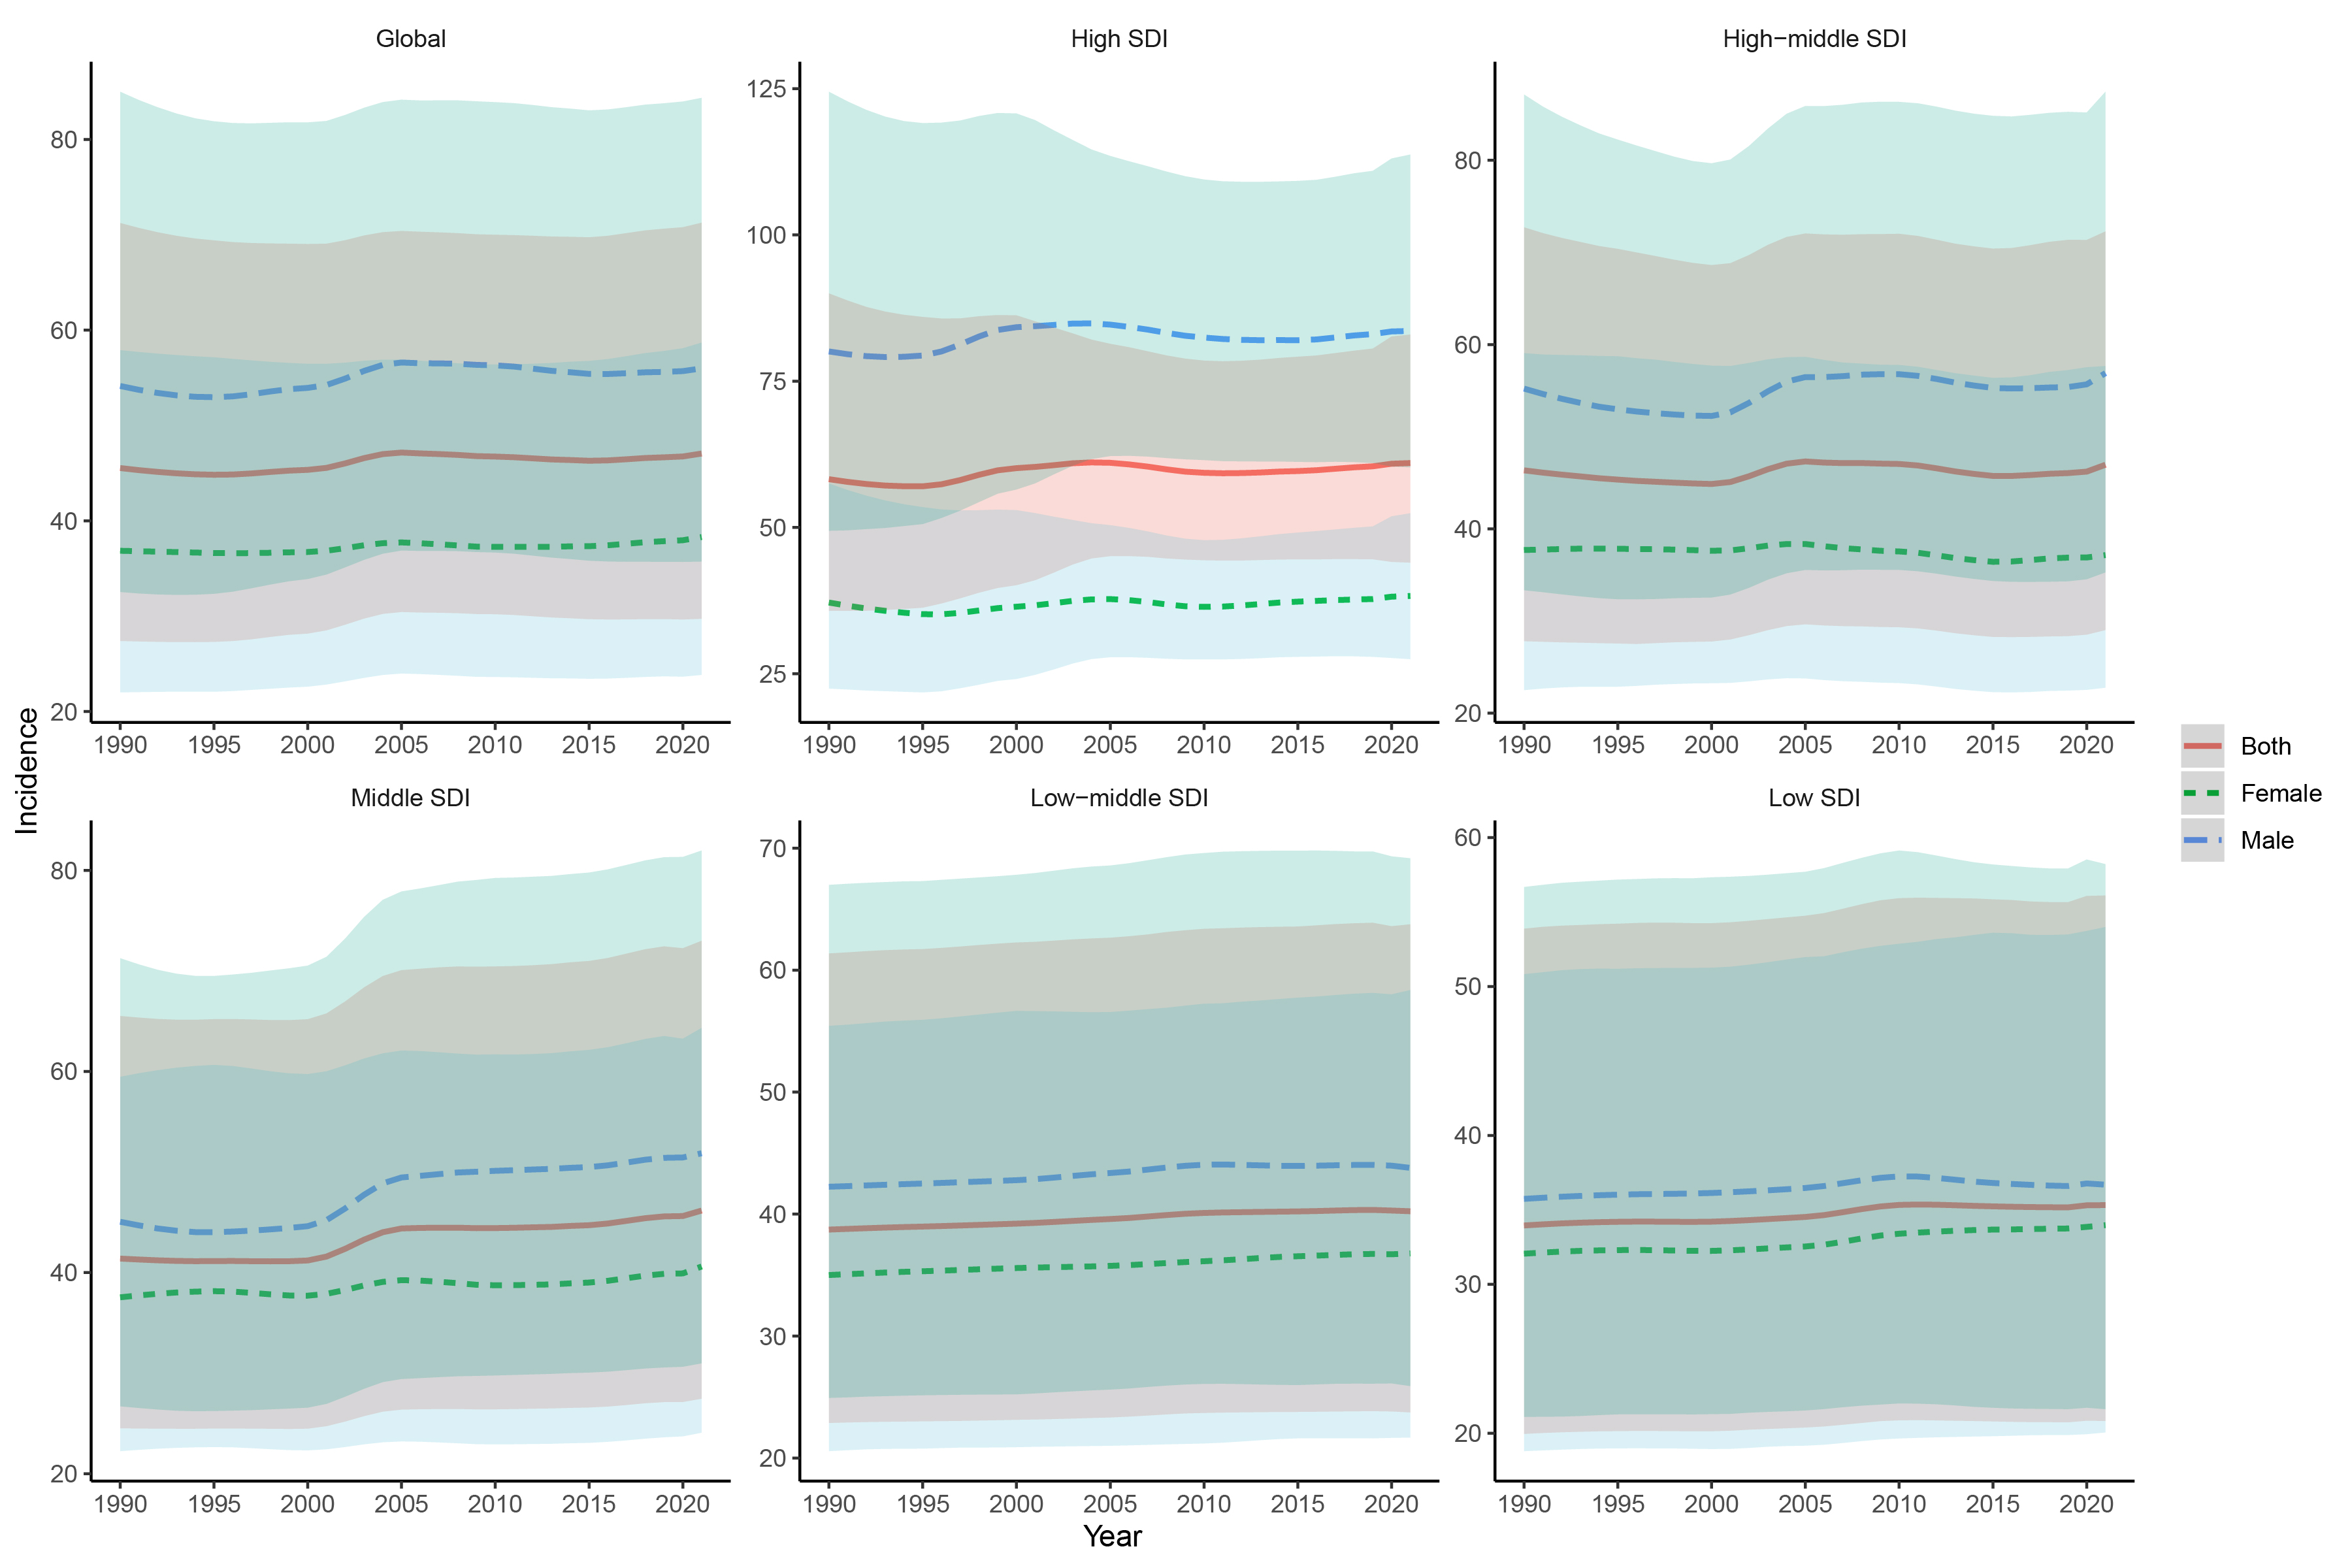 Global
High SDI
High−middle SDI
80
60
40
20
125
100
75
50
25
80
60
40
20
1990 1995 2000 2005 2010 2015 2020
1990 1995 2000 2005 2010 2015 2020
1990 1995 2000 2005 2010 2015 2020
Incidence
Middle SDI
Low−middle SDI
Low SDI
80
60
40
20
70
60
50
40
30
20
60
50
40
30
20
1990 1995 2000 2005 2010 2015 2020
1990 1995 2000 2005 2010 2015 2020
1990 1995 2000 2005 2010 2015 2020
Year
Both
Female
Male